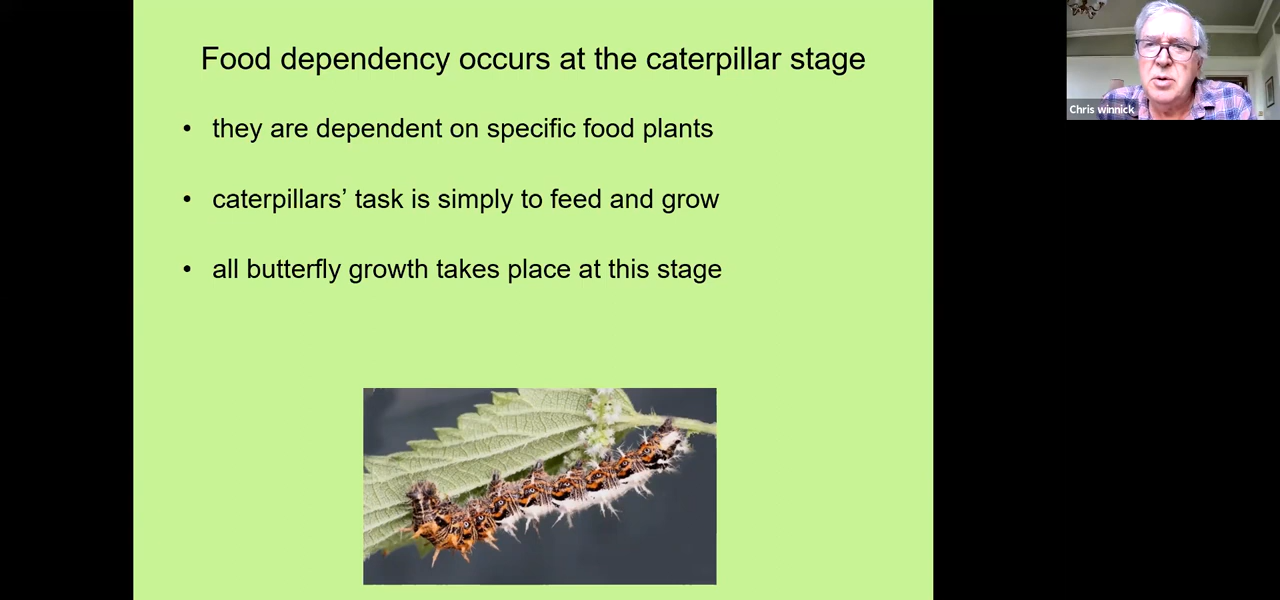 Food dependency occurs at the caterpillar stage
• they are dependent on specific food plants
• caterpillars’ task is simply to feed and grow
• all butterfly growth takes place at this stage
Chris winnick